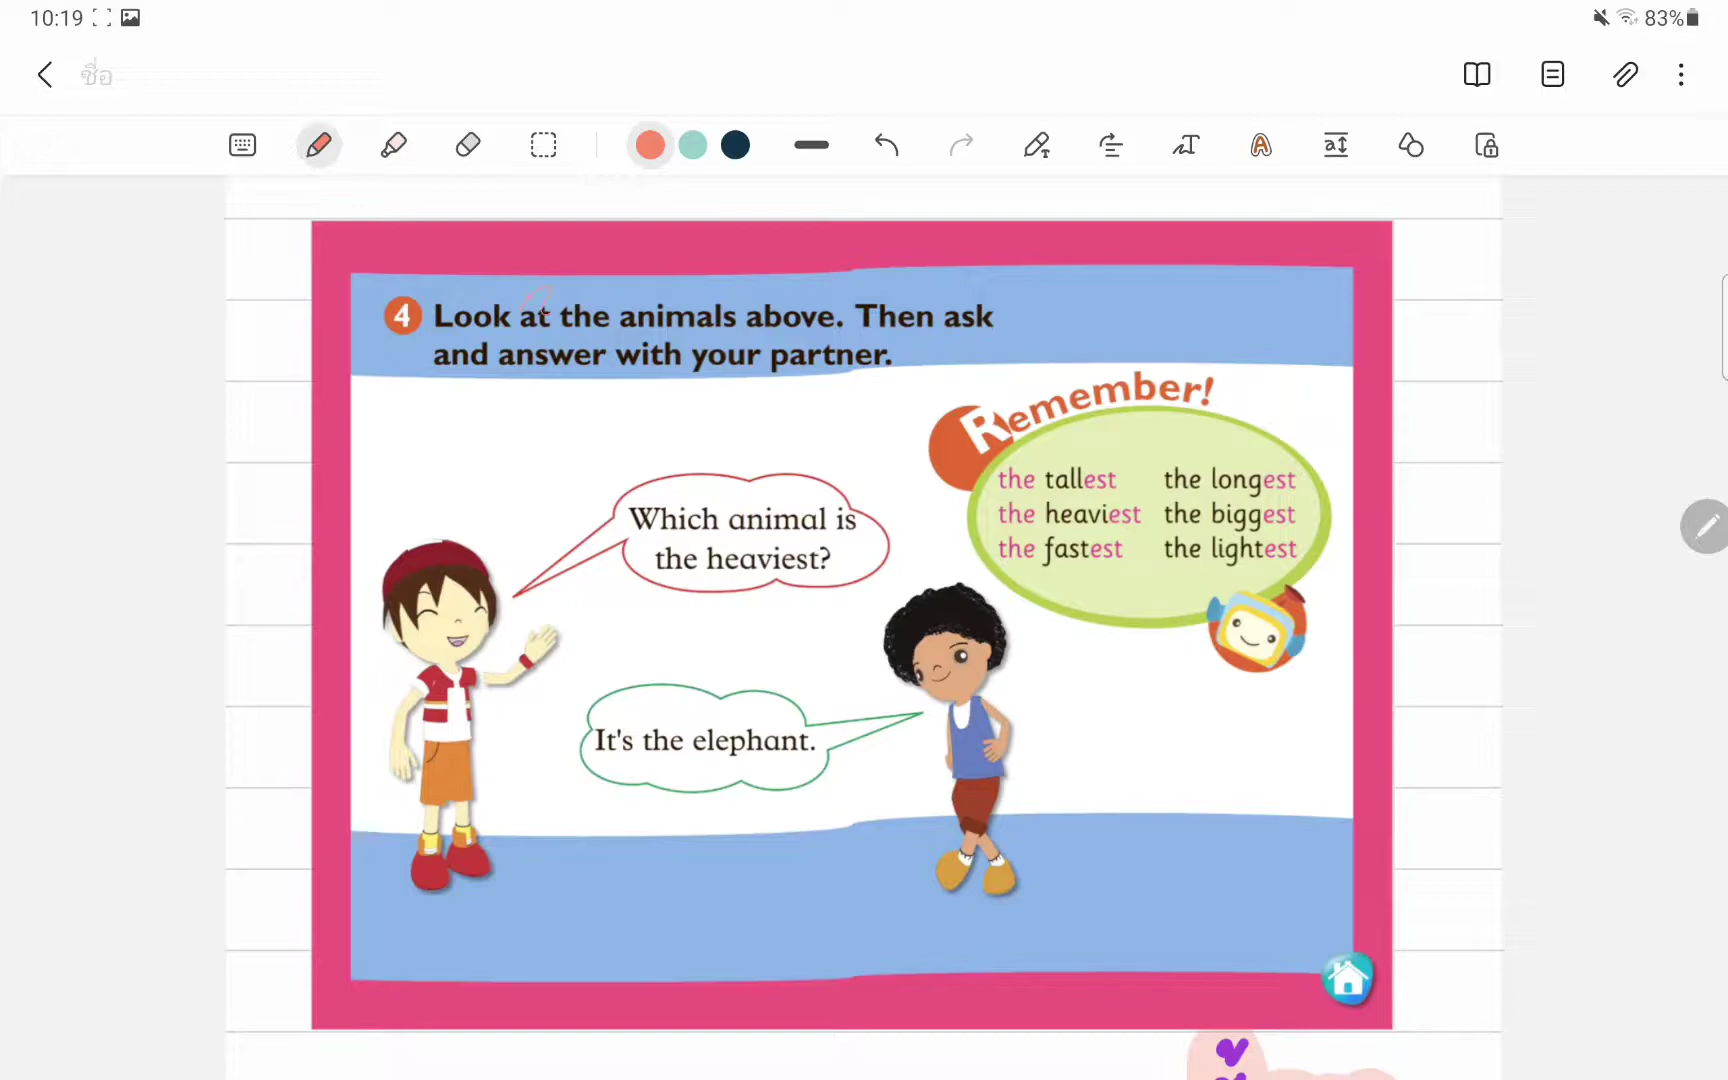 10:19
83%
ชื่อ
4 Look at the animals above. Then ask
and answer with your partner.
Remember!
the tallest the longest
the heaviest the biggest
the fastest the lightest
Which animal is
the heaviest?
It's the elephant.